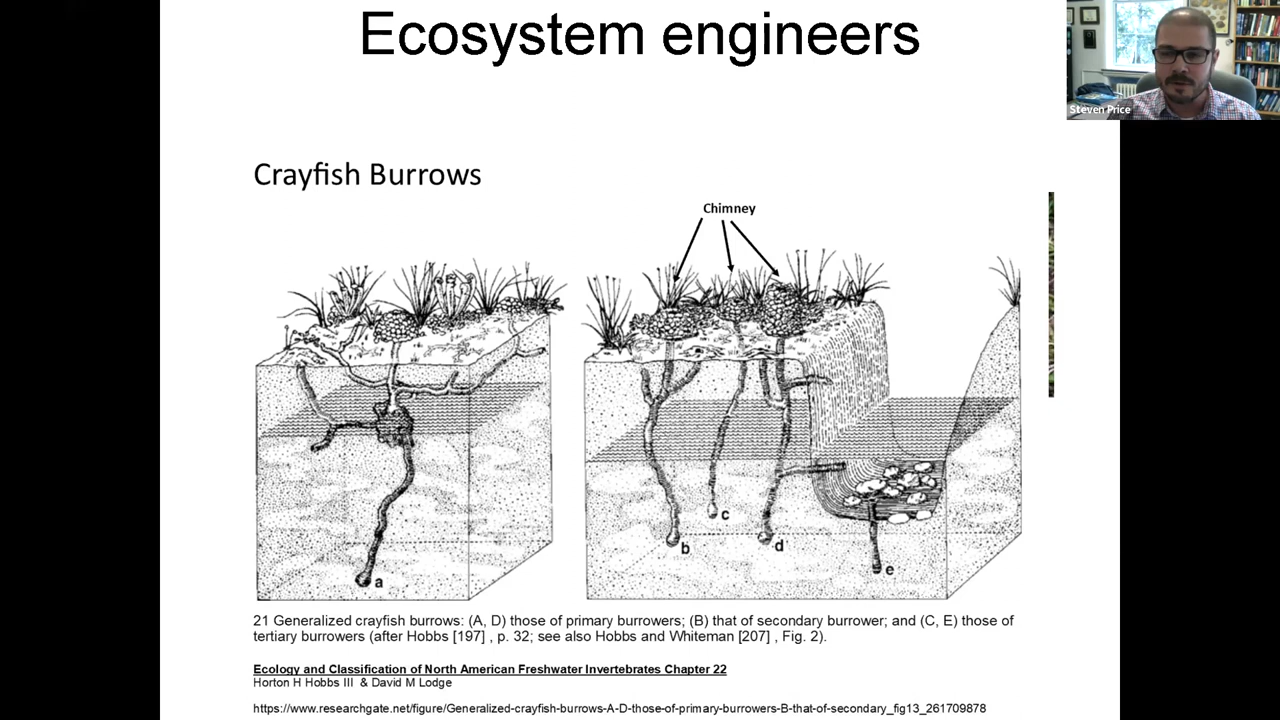 Ecosystem engineers
Steven Price
Crayfish Burrows
Chimney
a
b
c
d
e
21 Generalized crayfish burrows: (A, D) those of primary burrowers; (B) that of secondary burrower; and (C, E) those of
tertiary burrowers (after Hobbs [197] , p. 32; see also Hobbs and Whiteman [207] , Fig. 2).
Ecology and Classification of North American Freshwater Invertebrates Chapter 22
Horton H Hobbs III & David M Lodge
https://www.researchgate.net/figure/Generalized-crayfish-burrows-A-D-those-of-primary-burrowers-B-that-of-secondary_fig13_261709878